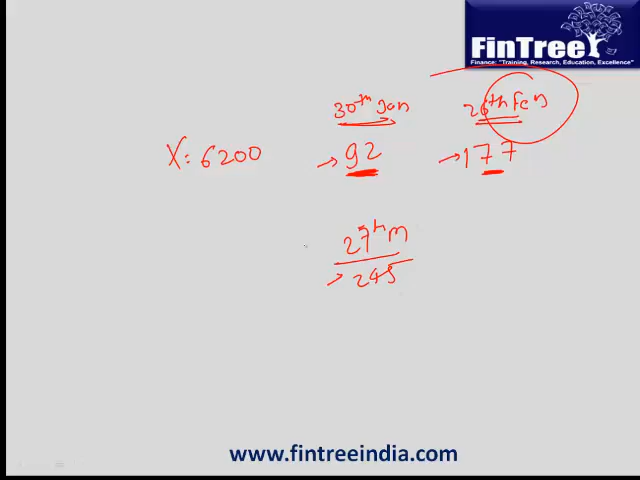 FinTree
Finance: "Training, Research, Education, Excellence"
30th Jan 26th Feb
X: 6200 → 92 → 177
27th M
→ 245
www.fintreeindia.com